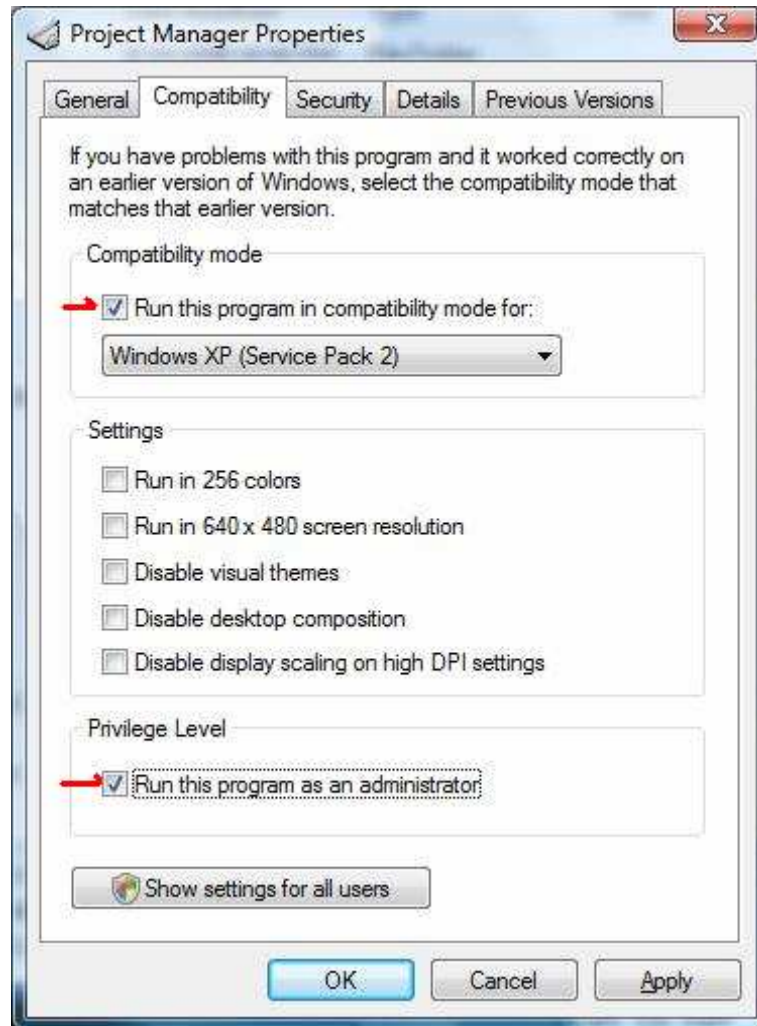 Project Manager Properties
General Compatibility Security Details Previous Versions
If you have problems with this program and it worked correctly on
an earlier version of Windows, select the compatibility mode that
matches that earlier version.
Compatibility mode
Run this program in compatibility mode for:
Windows XP (Service Pack 2)
Settings
Run in 256 colors
Run in 640 x 480 screen resolution
Disable visual themes
Disable desktop composition
Disable display scaling on high DPI settings
Privilege Level
Run this program as an administrator
Show settings for all users
OK Cancel Apply